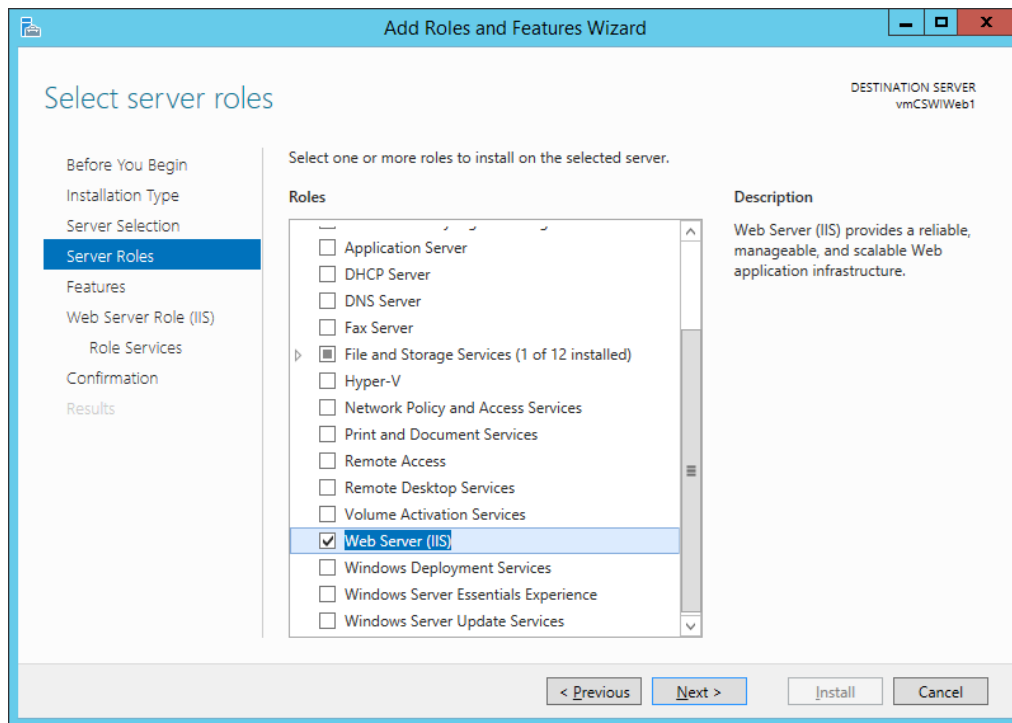 Add Roles and Features Wizard
Select server roles
DESTINATION SERVER
vmCSWIWeb1
Before You Begin
Installation Type
Server Selection
Server Roles
Features
Web Server Role (IIS)
Role Services
Confirmation
Results
Select one or more roles to install on the selected server.
Roles
Application Server
DHCP Server
DNS Server
Fax Server
File and Storage Services (1 of 12 installed)
Hyper-V
Network Policy and Access Services
Print and Document Services
Remote Access
Remote Desktop Services
Volume Activation Services
Web Server (IIS)
Windows Deployment Services
Windows Server Essentials Experience
Windows Server Update Services
Description
Web Server (IIS) provides a reliable,
manageable, and scalable Web
application infrastructure.
< Previous
Next >
Install
Cancel